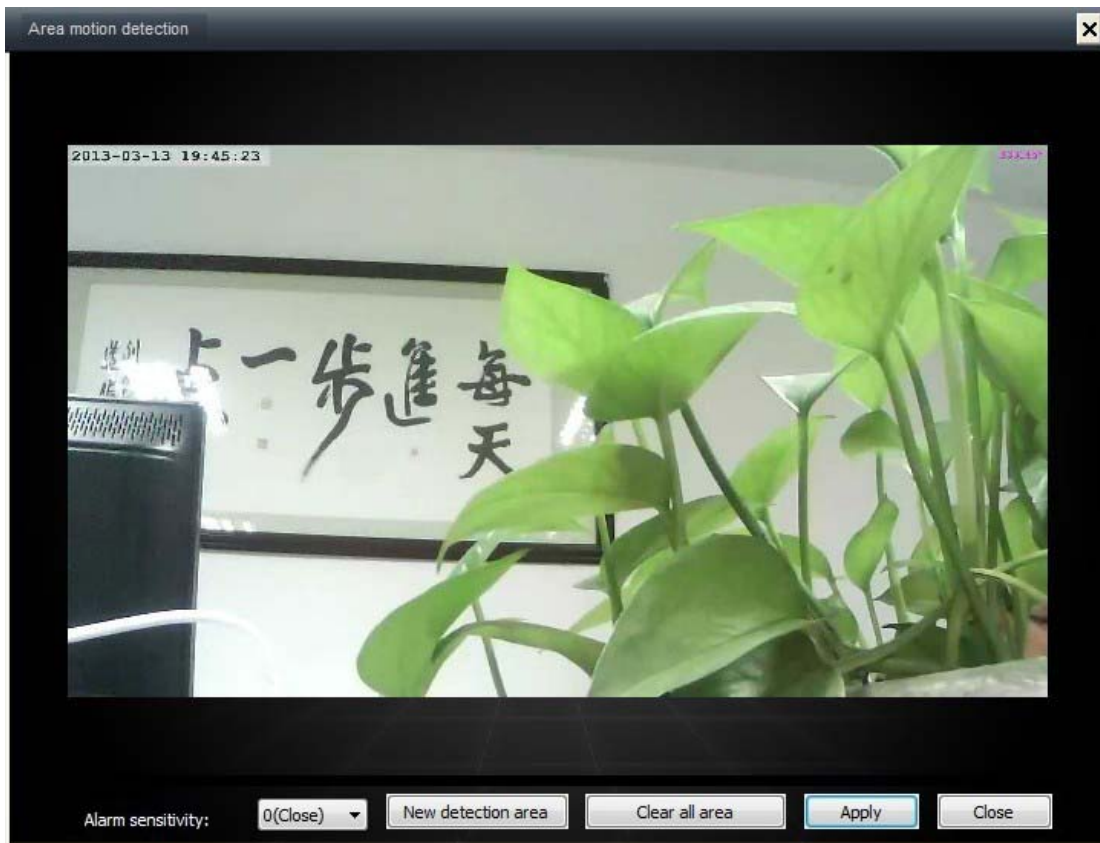 Area motion detection
2013-03-13 19:45:23
每天進步一
Alarm sensitivity:
0(Close)
New detection area
Clear all area
Apply
Close